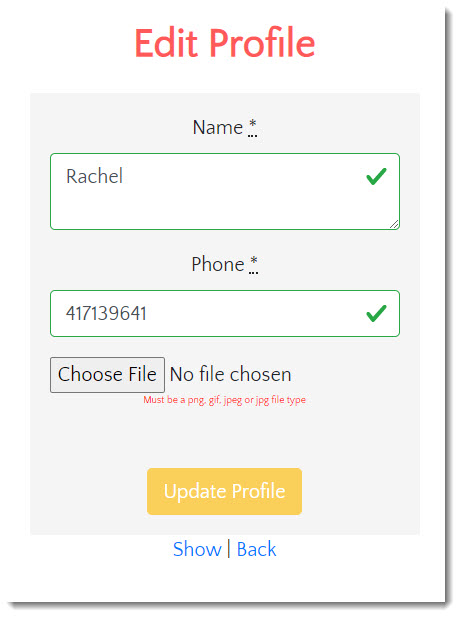 Edit Profile
Name *
Rachel
Phone *
417139641
Choose File No file chosen
Must be a png, gif, jpeg or jpg file type
Update Profile
Show | Back